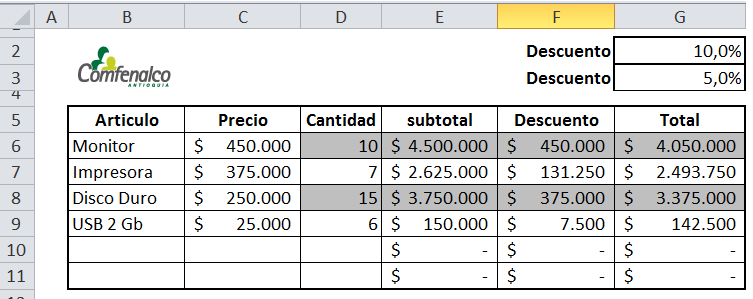 A B C D E F G
2 Descuento 10,0%
Comfenalco
ANTIOQUIA
3 Descuento 5,0%
4
5 Articulo Precio Cantidad subtotal Descuento Total
6 Monitor $ 450.000 10 $ 4.500.000 $ 450.000 $ 4.050.000
7 Impresora $ 375.000 7 $ 2.625.000 $ 131.250 $ 2.493.750
8 Disco Duro $ 250.000 15 $ 3.750.000 $ 375.000 $ 3.375.000
9 USB 2 Gb $ 25.000 6 $ 150.000 $ 7.500 $ 142.500
10 $ - $ - $ -
11 $ - $ - $ -